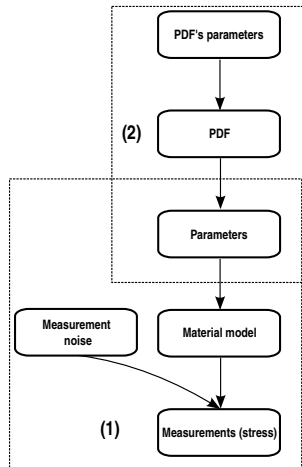 PDF's parameters
(2)
PDF
Parameters
Measurement
noise
Material model
(1)
Measurements (stress)